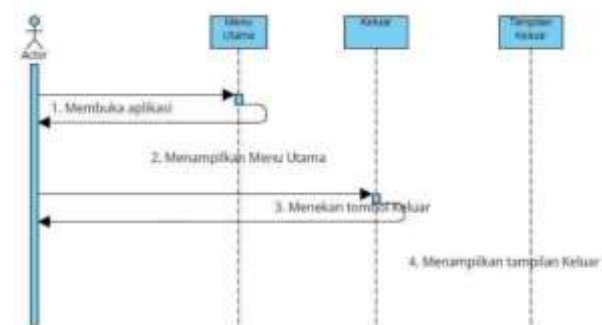 Actor
Menu
Utama
Keluar
Tampilan
Keluar
1. Membuka aplikasi
2. Menampilkan Menu Utama
3. Menekan tombol Keluar
4. Menampilkan tampilan Keluar